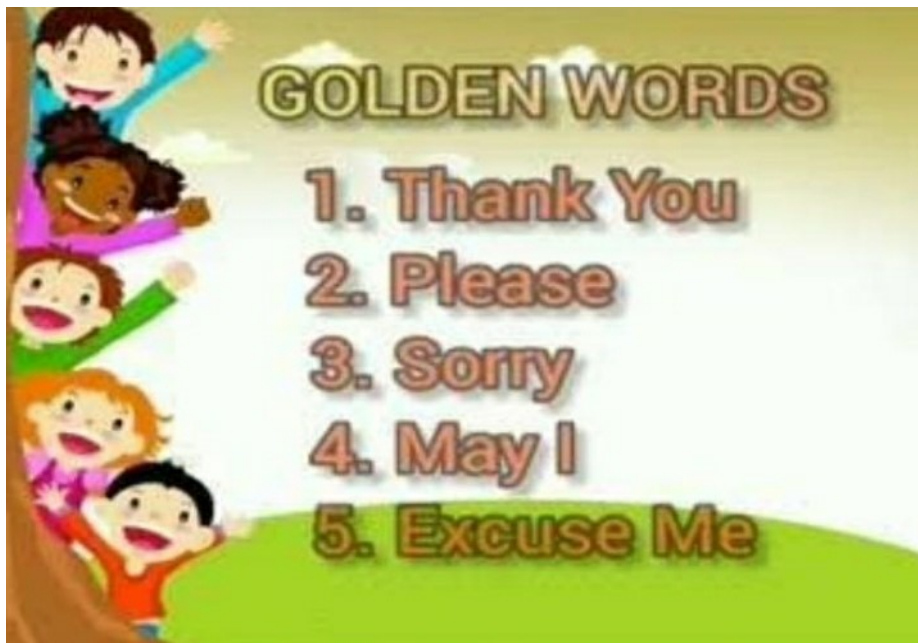 GOLDEN WORDS
1. Thank You
2. Please
3. Sorry
4. May I
5. Excuse Me